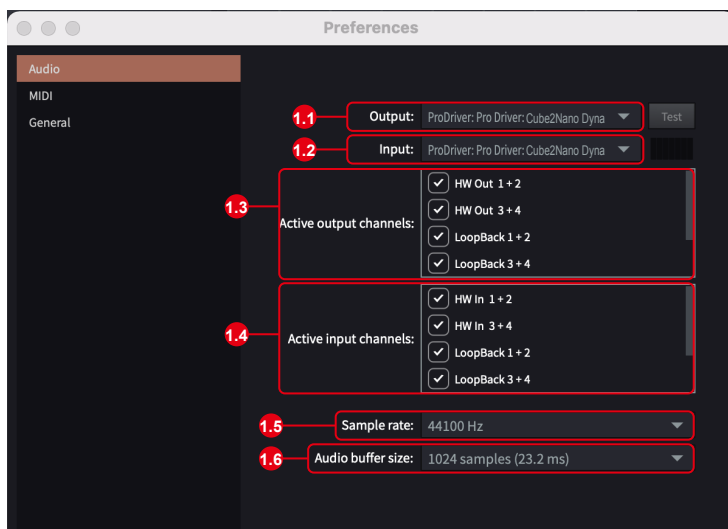 Preferences
Audio
MIDI
General
1.1 Output: ProDriver: Pro Driver: Cube2Nano Dyna Test
1.2 Input: ProDriver: Pro Driver: Cube2Nano Dyna
1.3 Active output channels:
HW Out 1 + 2
HW Out 3 + 4
LoopBack 1 + 2
LoopBack 3 + 4
1.4 Active input channels:
HW In 1 + 2
HW In 3 + 4
LoopBack 1 + 2
LoopBack 3 + 4
1.5 Sample rate: 44100 Hz
1.6 Audio buffer size: 1024 samples (23.2 ms)